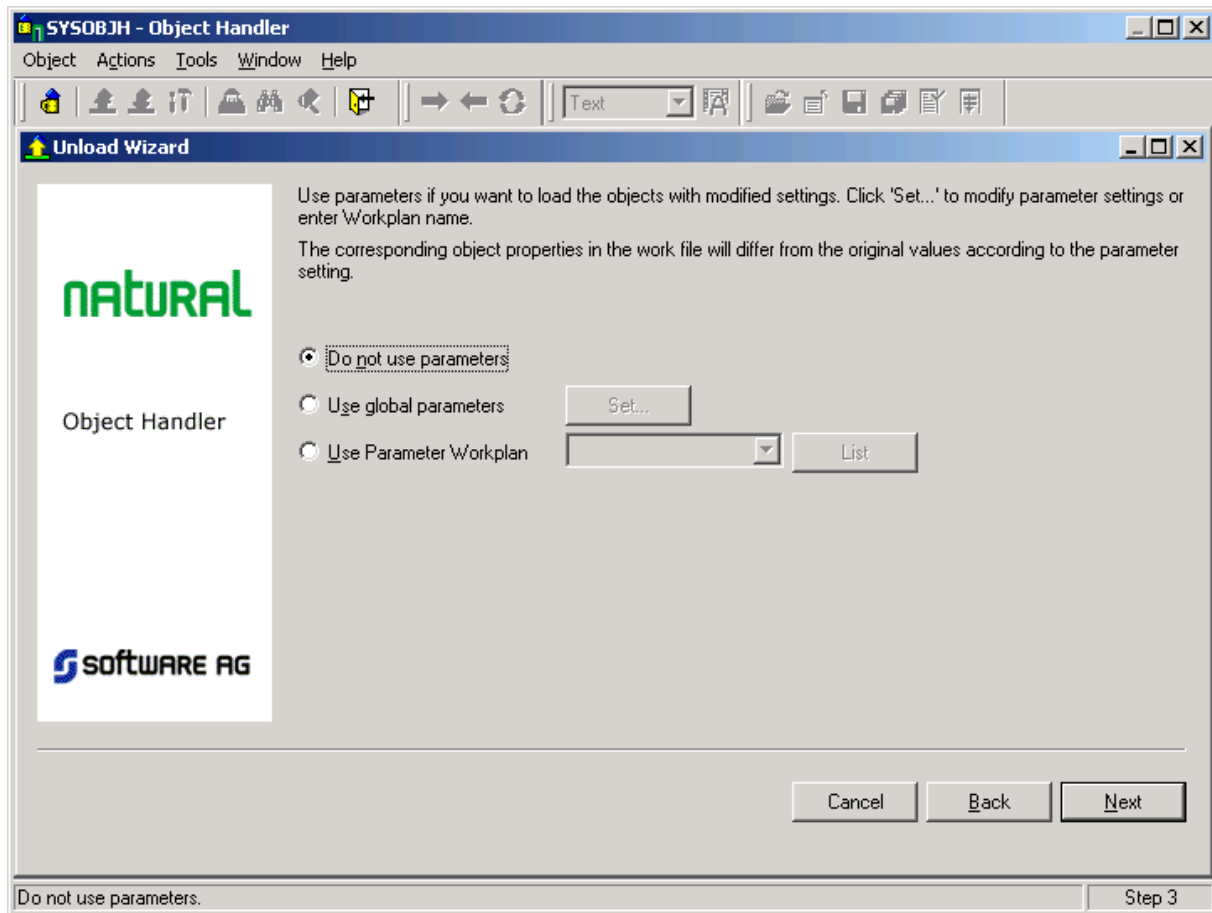 SYSOBJH - Object Handler
Object Actions Tools Window Help
Text
Unload Wizard
Use parameters if you want to load the objects with modified settings. Click 'Set...' to modify parameter settings or
enter Workplan name.
The corresponding object properties in the work file will differ from the original values according to the parameter
setting.
natural
Do not use parameters
Use global parameters Set...
Object Handler
Use Parameter Workplan List
software AG
Cancel Back Next
Do not use parameters. Step 3